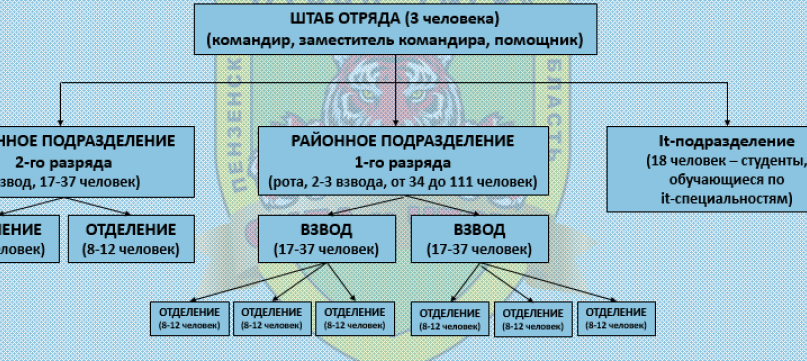 ШТАБ ОТРЯДА (3 человека)
(командир, заместитель командира, помощник)
ПЕНЗЕНСК
БЛАСТЬ
ННОЕ ПОДРАЗДЕЛЕНИЕ
2-го разряда
взвод, 17-37 человек)
РАЙОННОЕ ПОДРАЗДЕЛЕНИЕ
1-го разряда
(рота, 2-3 взвода, от 34 до 111 человек)
It-подразделение
(18 человек – студенты,
обучающиеся по
it-специальностям)
ЛЕНИЕ
ловек)
ОТДЕЛЕНИЕ
(8-12 человек)
ВЗВОД
(17-37 человек)
ВЗВОД
(17-37 человек)
ОТДЕЛЕНИЕ
(8-12 человек)
ОТДЕЛЕНИЕ
(8-12 человек)
ОТДЕЛЕНИЕ
(8-12 человек)
ОТДЕЛЕНИЕ
(8-12 человек)
ОТДЕЛЕНИЕ
(8-12 человек)
ОТДЕЛЕНИЕ
(8-12 человек)